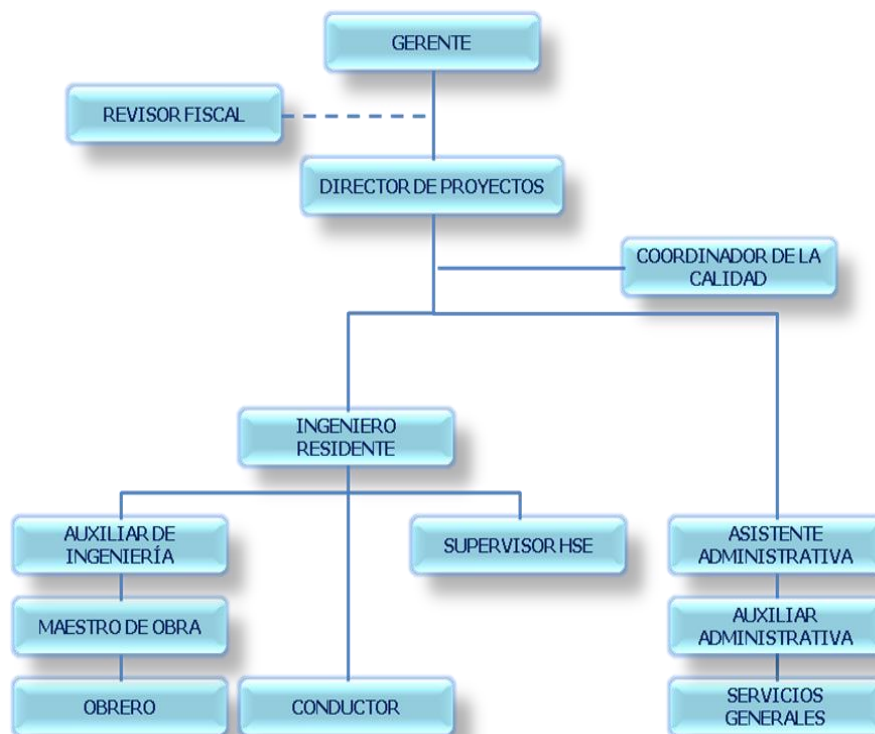 GERENTE
REVISOR FISCAL
DIRECTOR DE PROYECTOS
COORDINADOR DE LA
CALIDAD
INGENIERO
RESIDENTE
AUXILIAR DE
INGENIERÍA
SUPERVISOR HSE
ASISTENTE
ADMINISTRATIVA
MAESTRO DE OBRA
AUXILIAR
ADMINISTRATIVA
OBRERO
CONDUCTOR
SERVICIOS
GENERALES